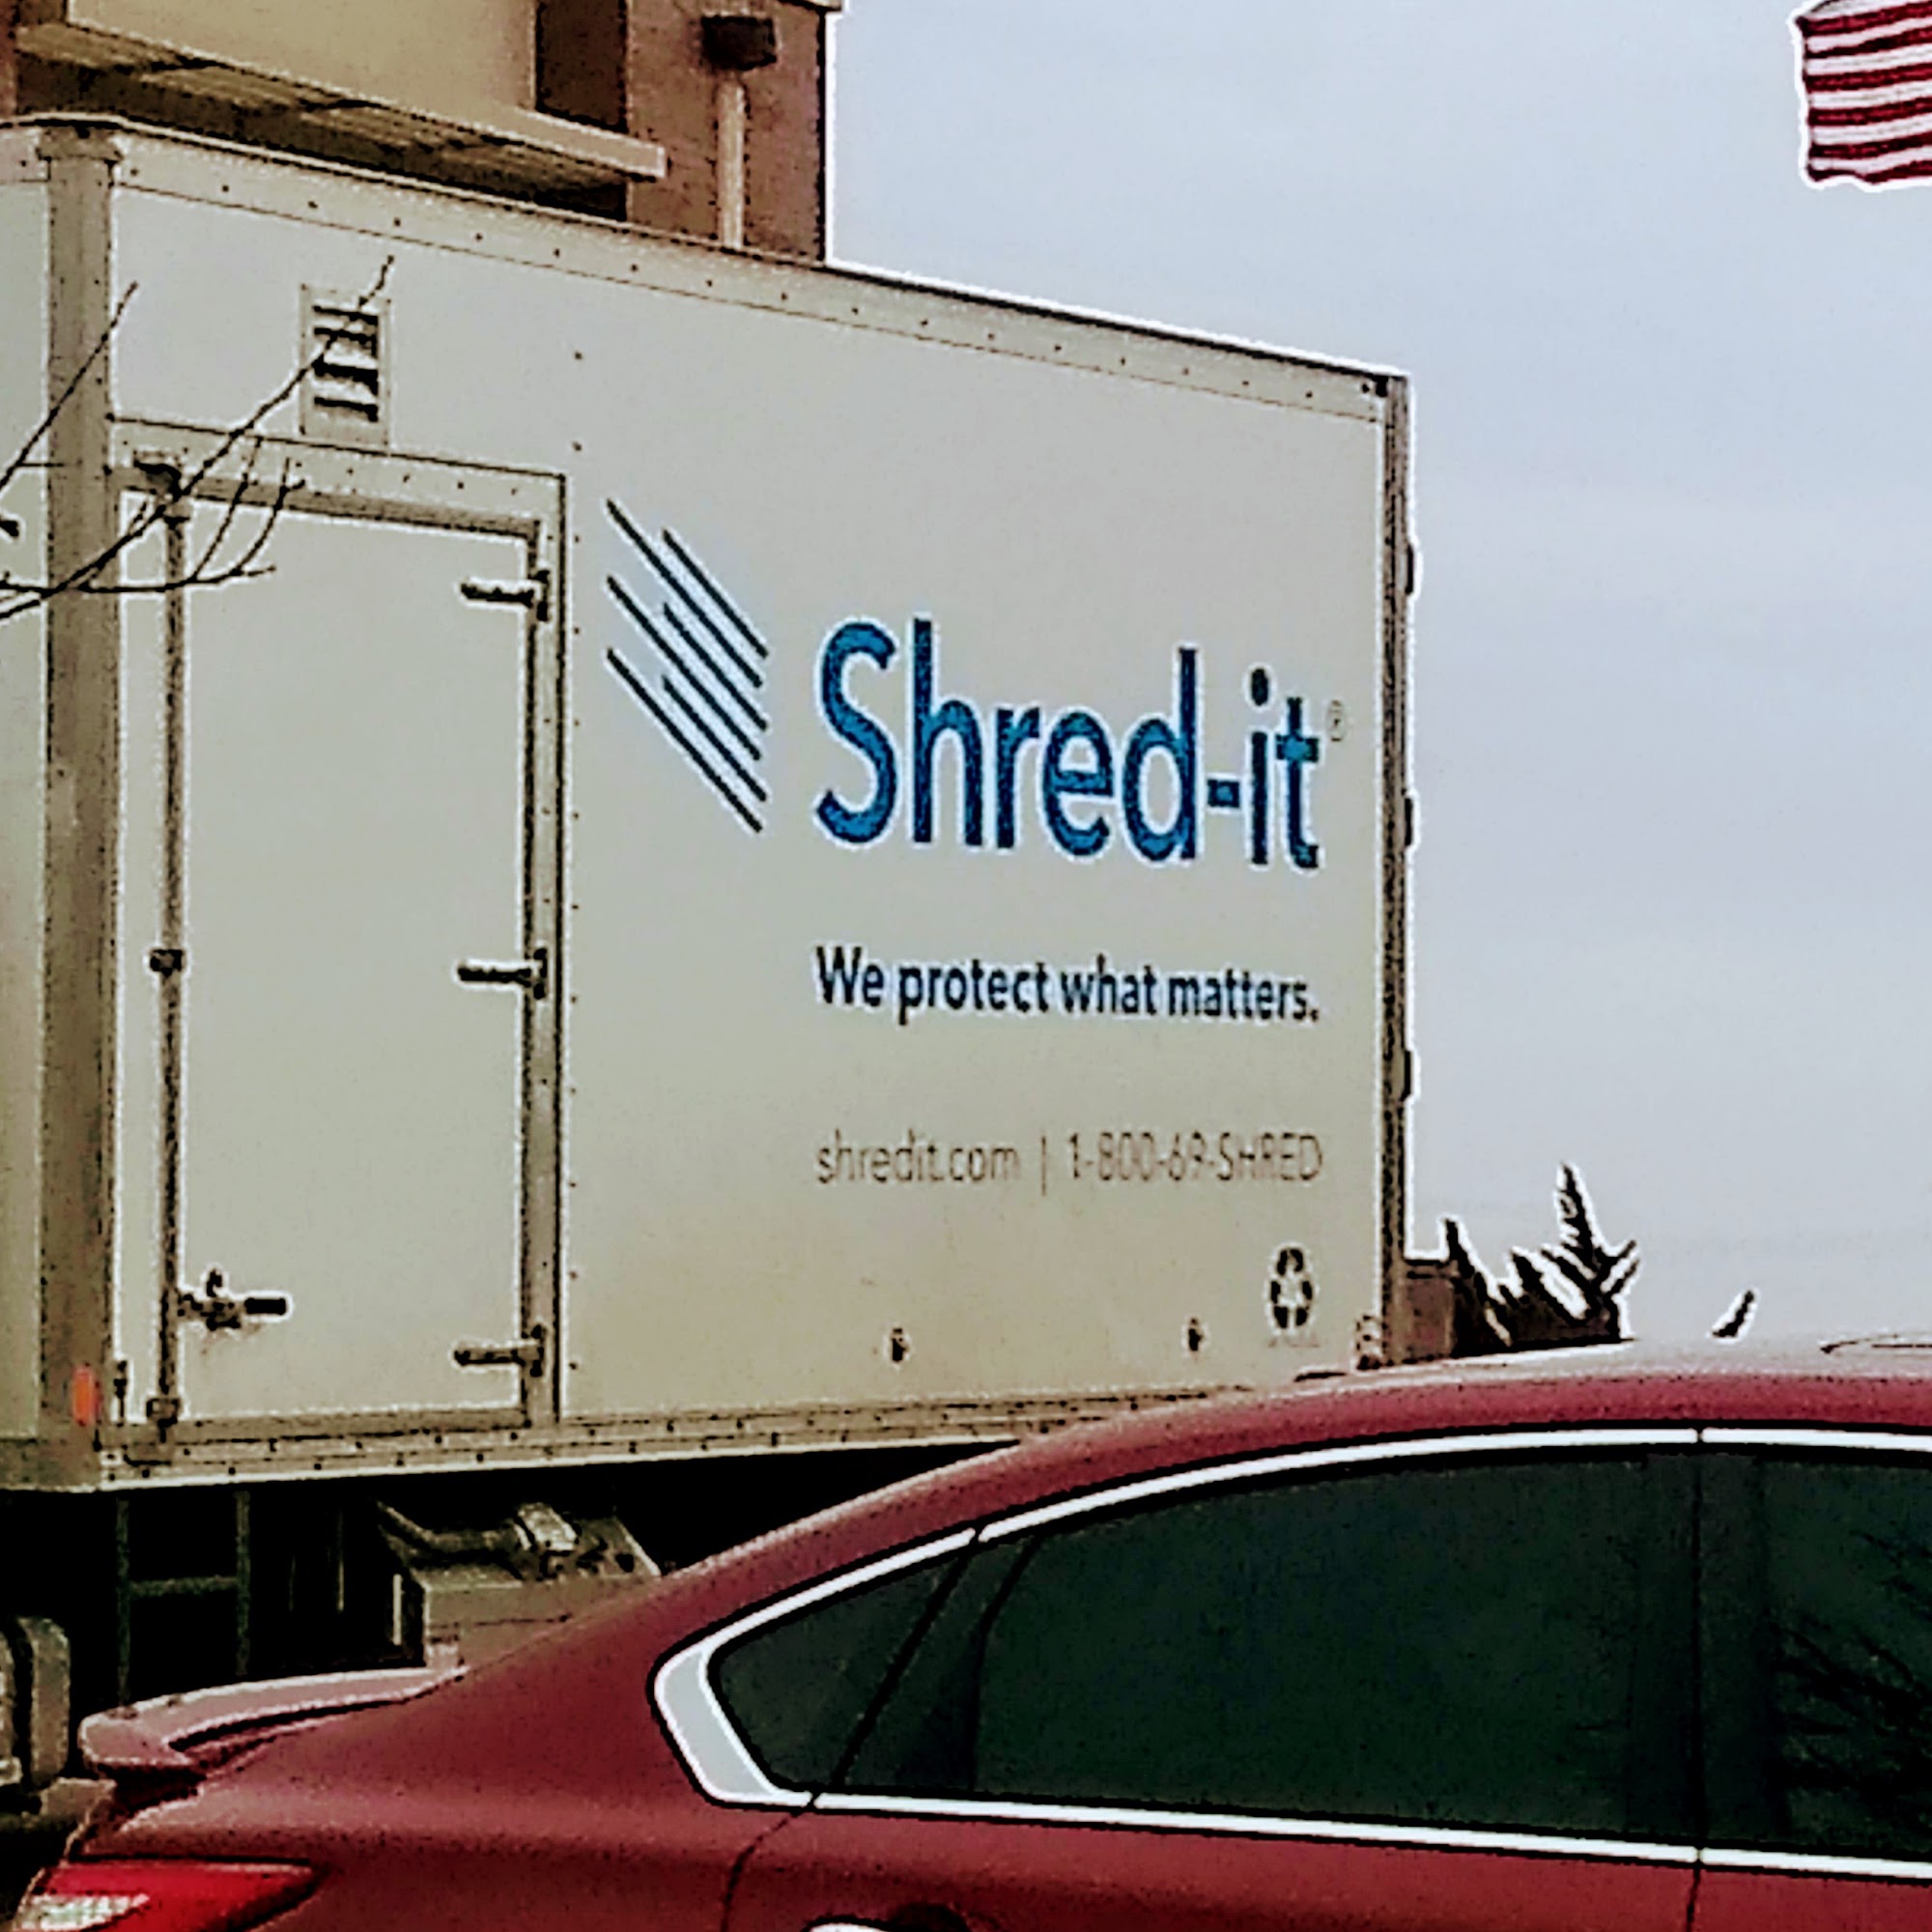 Shred-it®
We protect what matters.
shredit.com | 1-800-69-SHRED